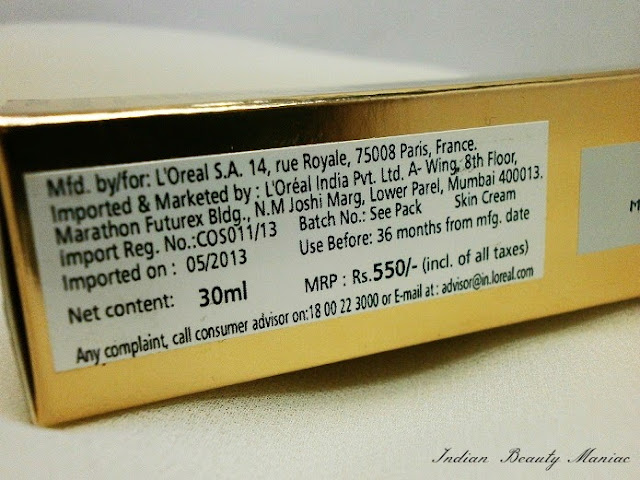 Mfd. by/for: L'Oreal S.A. 14, rue Royale, 75008 Paris, France.
Imported & Marketed by : L'Oréal India Pvt. Ltd. A- Wing, 8th Floor,
Marathon Futurex Bldg., N.M Joshi Marg, Lower Parel, Mumbai 400013.
import Reg. No.:COS011/13 Batch No.: See Pack Skin Cream
Imported on : 05/2013 Use Before: 36 months from mfg. date
Net content: 30ml MRP : Rs.550/- (incl. of all taxes)
Any complaint, call consumer advisor on:18 00 22 3000 or E-mail at : advisor@in.loreal.com
M
Indian Beauty Maniac